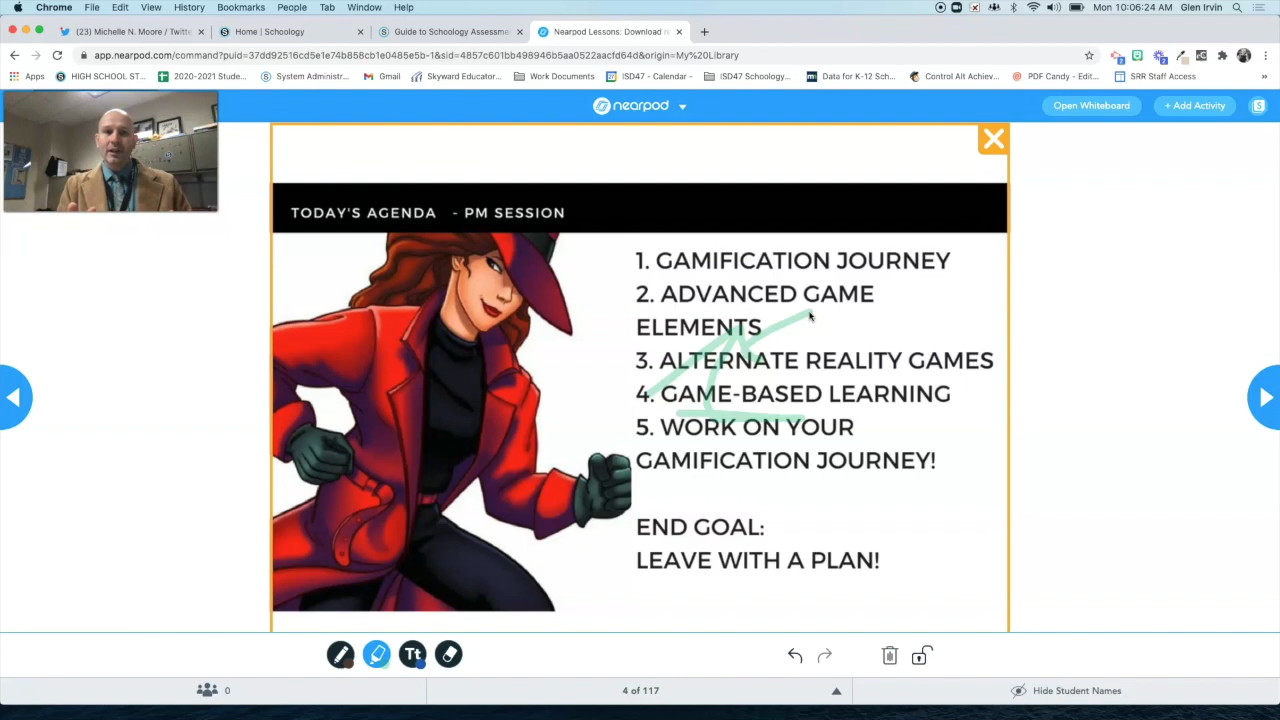 Chrome File Edit View History Bookmarks People Tab Window Help Mon 10:06:24 AM Glen Irvin
(23) Michelle N. Moore / Twitte
Home | Schoology
Guide to Schoology Assessme
Nearpod Lessons: Download r
app.nearpod.com/command?puid=37dd92516cd5e1e74b858cb1e0485e5b-1&sid=4857c601bb498946b5aa0522aacfd64d&origin=My%20Library
Apps HIGH SCHOOL ST... 2020-2021 Stude... System Administr... Gmail Skyward Educator... Work Documents ISD47 - Calendar - ISD47 Schoology... Data for K-12 Sch... Control Alt Achiev... PDF Candy - Edit... SRR Staff Access »
nearpod
Open Whiteboard
+ Add Activity
TODAY'S AGENDA - PM SESSION
1. GAMIFICATION JOURNEY
2. ADVANCED GAME
ELEMENTS
3. ALTERNATE REALITY GAMES
4. GAME-BASED LEARNING
5. WORK ON YOUR
GAMIFICATION JOURNEY!
END GOAL:
LEAVE WITH A PLAN!
Tt
0
4 of 117
Hide Student Names